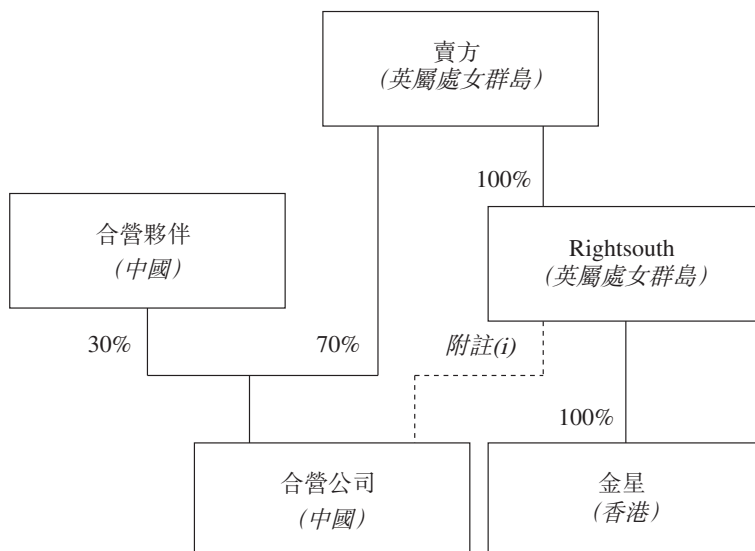 賣方
(英屬處女群島)
100%
合營夥伴
(中國)
Rightsouth
(英屬處女群島)
30%
70%
附註(i)
100%
合營公司
(中國)
金星
(香港)